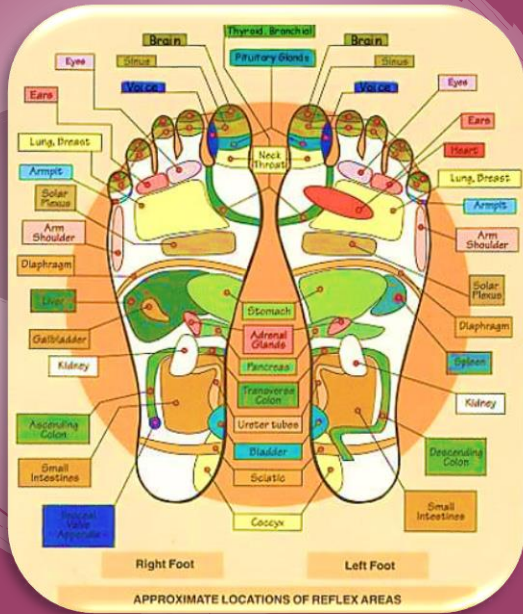 Thyroid, Bronchial
Brain
Brain
Pituitary Glands
Sinus
Sinus
Eyes
Eyes
Voice
Voice
Ears
Ears
Neck
Throat
Heart
Lung, Breast
Lung, Breast
Armpit
Armpit
Solar
Plexus
Arm
Shoulder
Arm
Shoulder
Diaphragm
Solar
Plexus
Liver
Stomach
Diaphragm
Gallbladder
Adrenal
Glands
Spleen
Kidney
Pancreas
Transverse
Colon
Kidney
Ascending
Colon
Ureter tubes
Bladder
Descending
Colon
Small
Intestines
Sciatic
Small
Intestines
Valve
Coccyx
Right Foot
Left Foot
APPROXIMATE LOCATIONS OF REFLEX AREAS